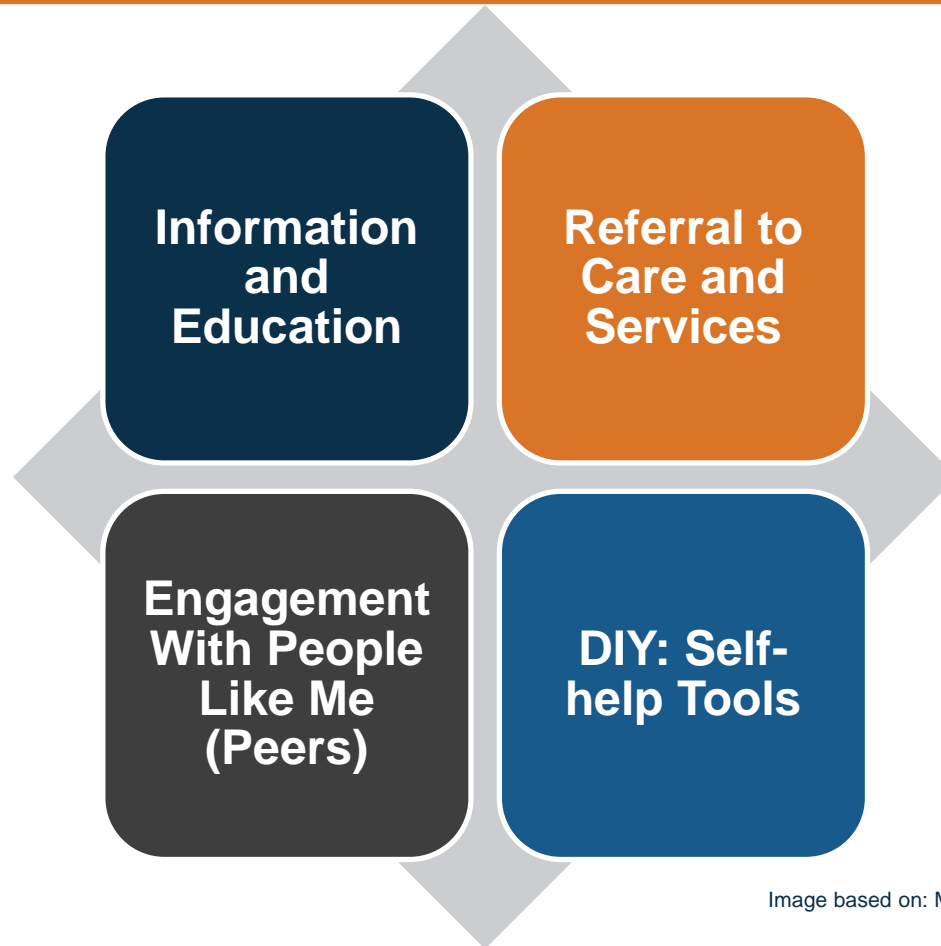 Information
and
Education
Referral to
Care and
Services
Engagement
With People
Like Me
(Peers)
DIY: Self-
help Tools
Image based on: M